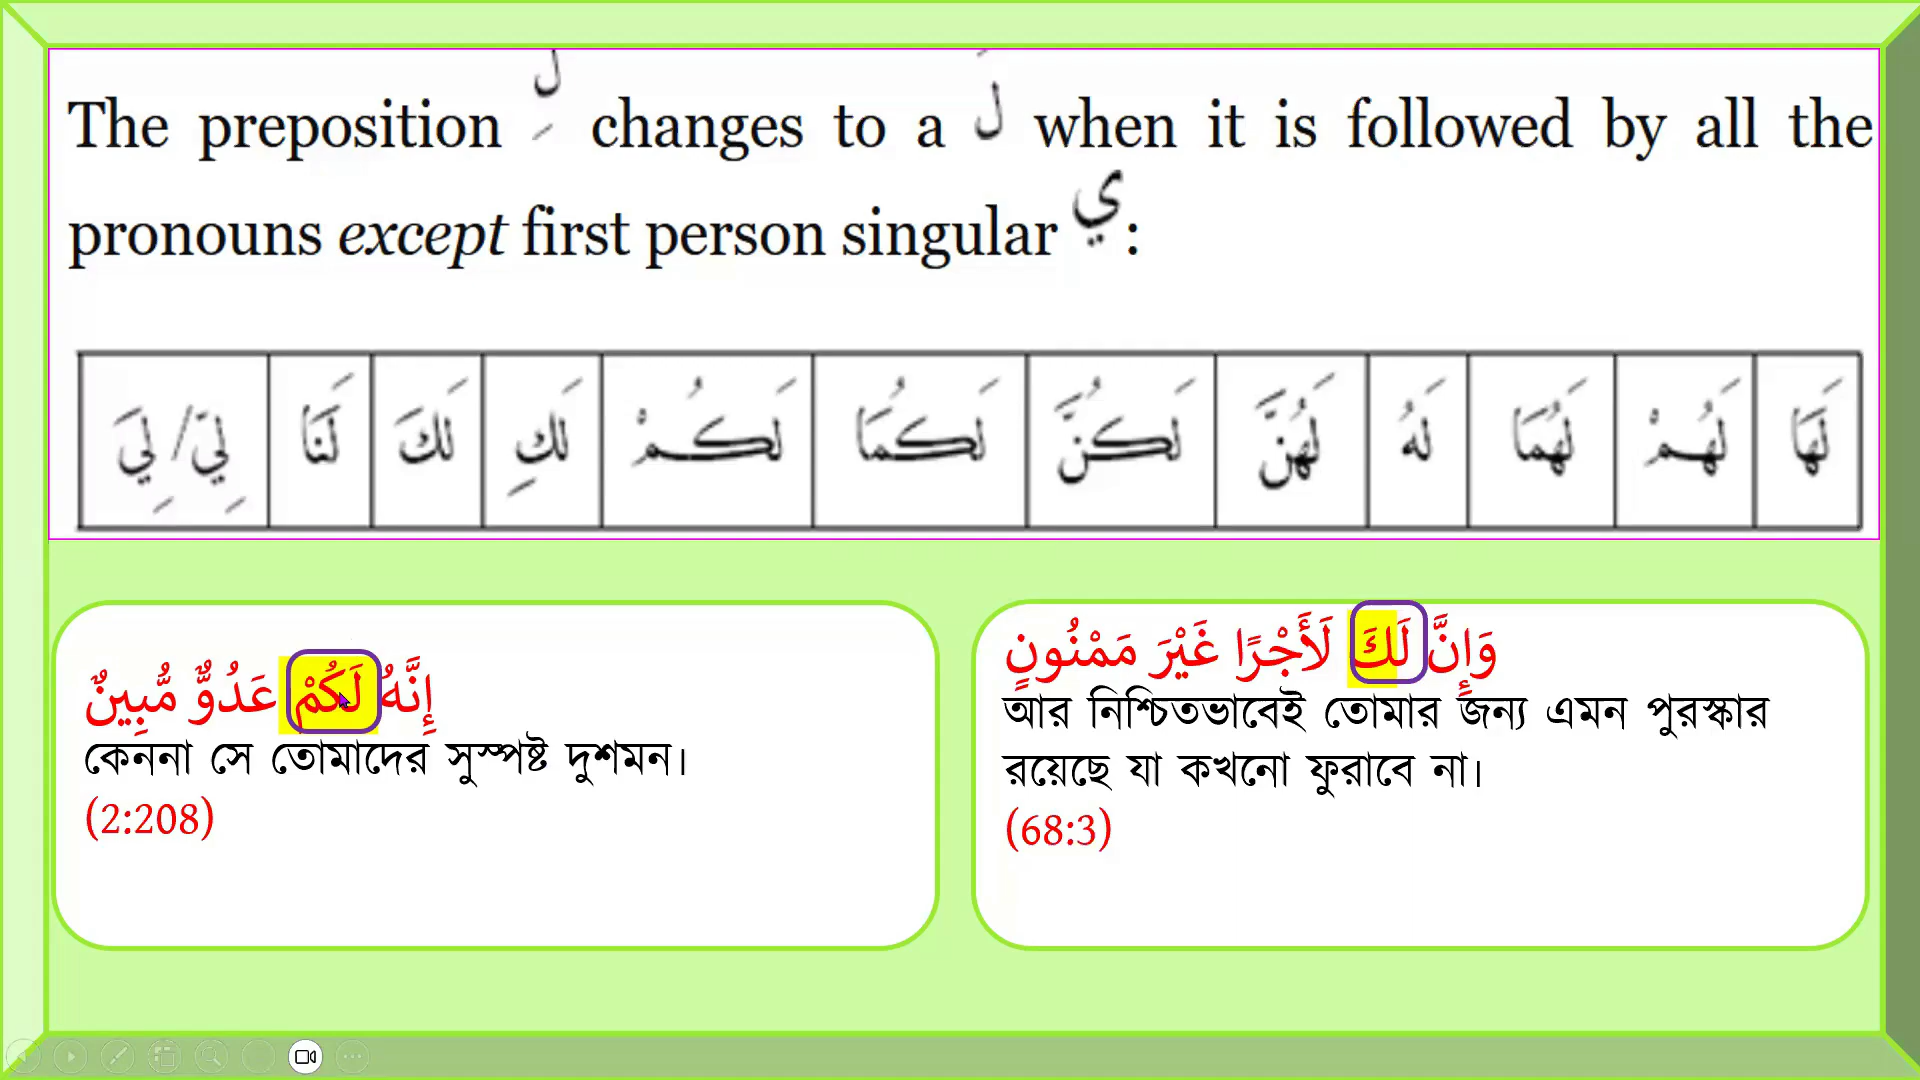 The preposition لِ changes to a لَ when it is followed by all the
pronouns except first person singular ي:
لِيَ/لِيَّ لَنَا لَكَ لَكِ لَكُمْ لَكُمَا لَكُنَّ لَهُنَّ لَهُ لَهُمَا لَهُمْ لَهَا
إِنَّهُ لَكُمْ عَدُوٌّ مُّبِينٌ
কেননা সে তোমাদের সুস্পষ্ট দুশমন।
(2:208)
وَإِنَّ لَكَ لَأَجْرًا غَيْرَ مَمْنُونٍ
আর নিশ্চিতভাবেই তোমার জন্য এমন পুরস্কার
রয়েছে যা কখনো ফুরাবে না।
(68:3)